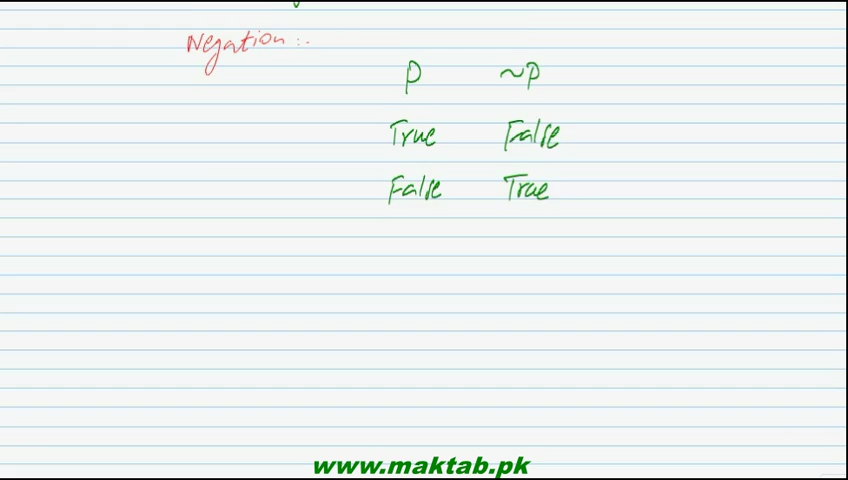 Negation :-
p ~p
True False
False True
www.maktab.pk